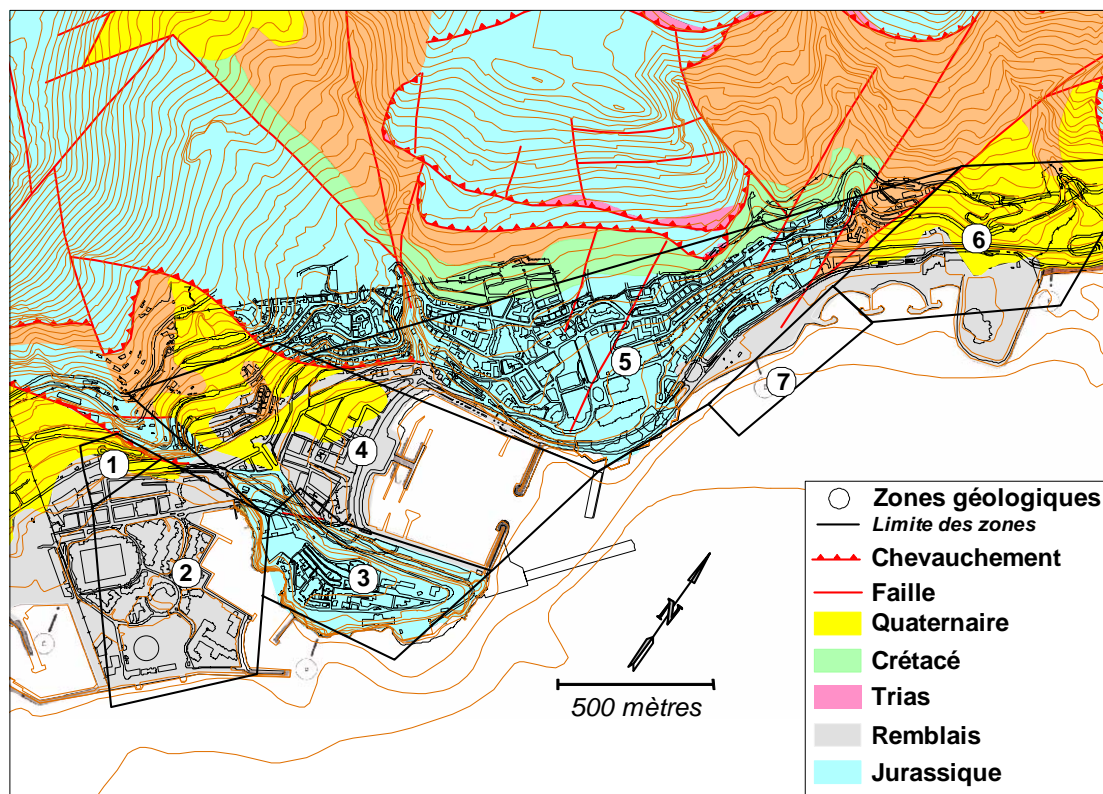 6
5
7
4
1
2
3
N
500 mètres
Zones géologiques
Limite des zones
Chevauchement
Faille
Quaternaire
Crétacé
Trias
Remblais
Jurassique